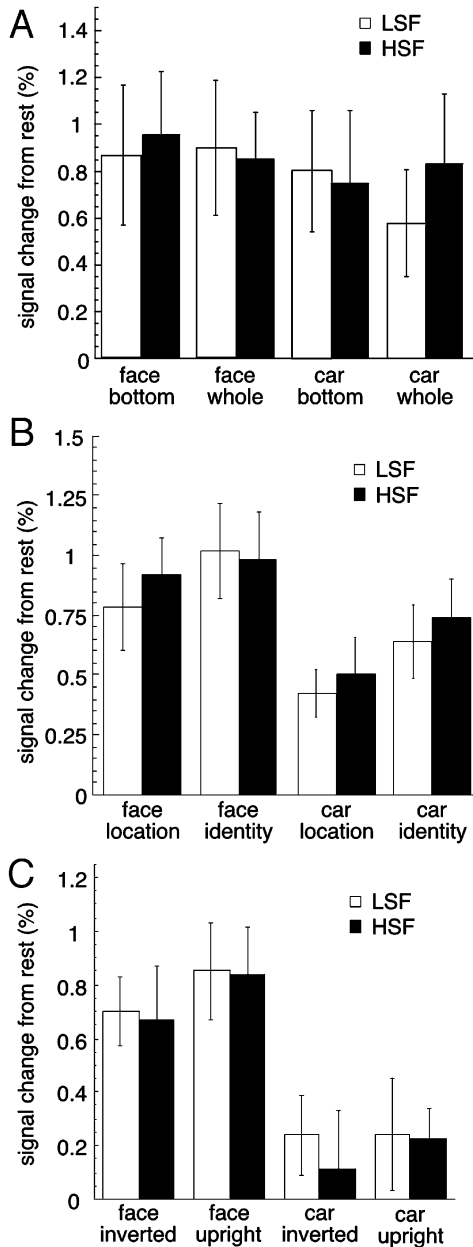 A
signal change from rest (%)
1.4
1.2
1
0.8
0.6
0.4
0.2
0
LSF
HSF
face bottom
face whole
car bottom
car whole
B
signal change from rest (%)
1.5
1.25
1
0.75
0.5
0.25
0
LSF
HSF
face location
face identity
car location
car identity
C
signal change from rest (%)
1.2
1
0.8
0.6
0.4
0.2
0
LSF
HSF
face inverted
face upright
car inverted
car upright